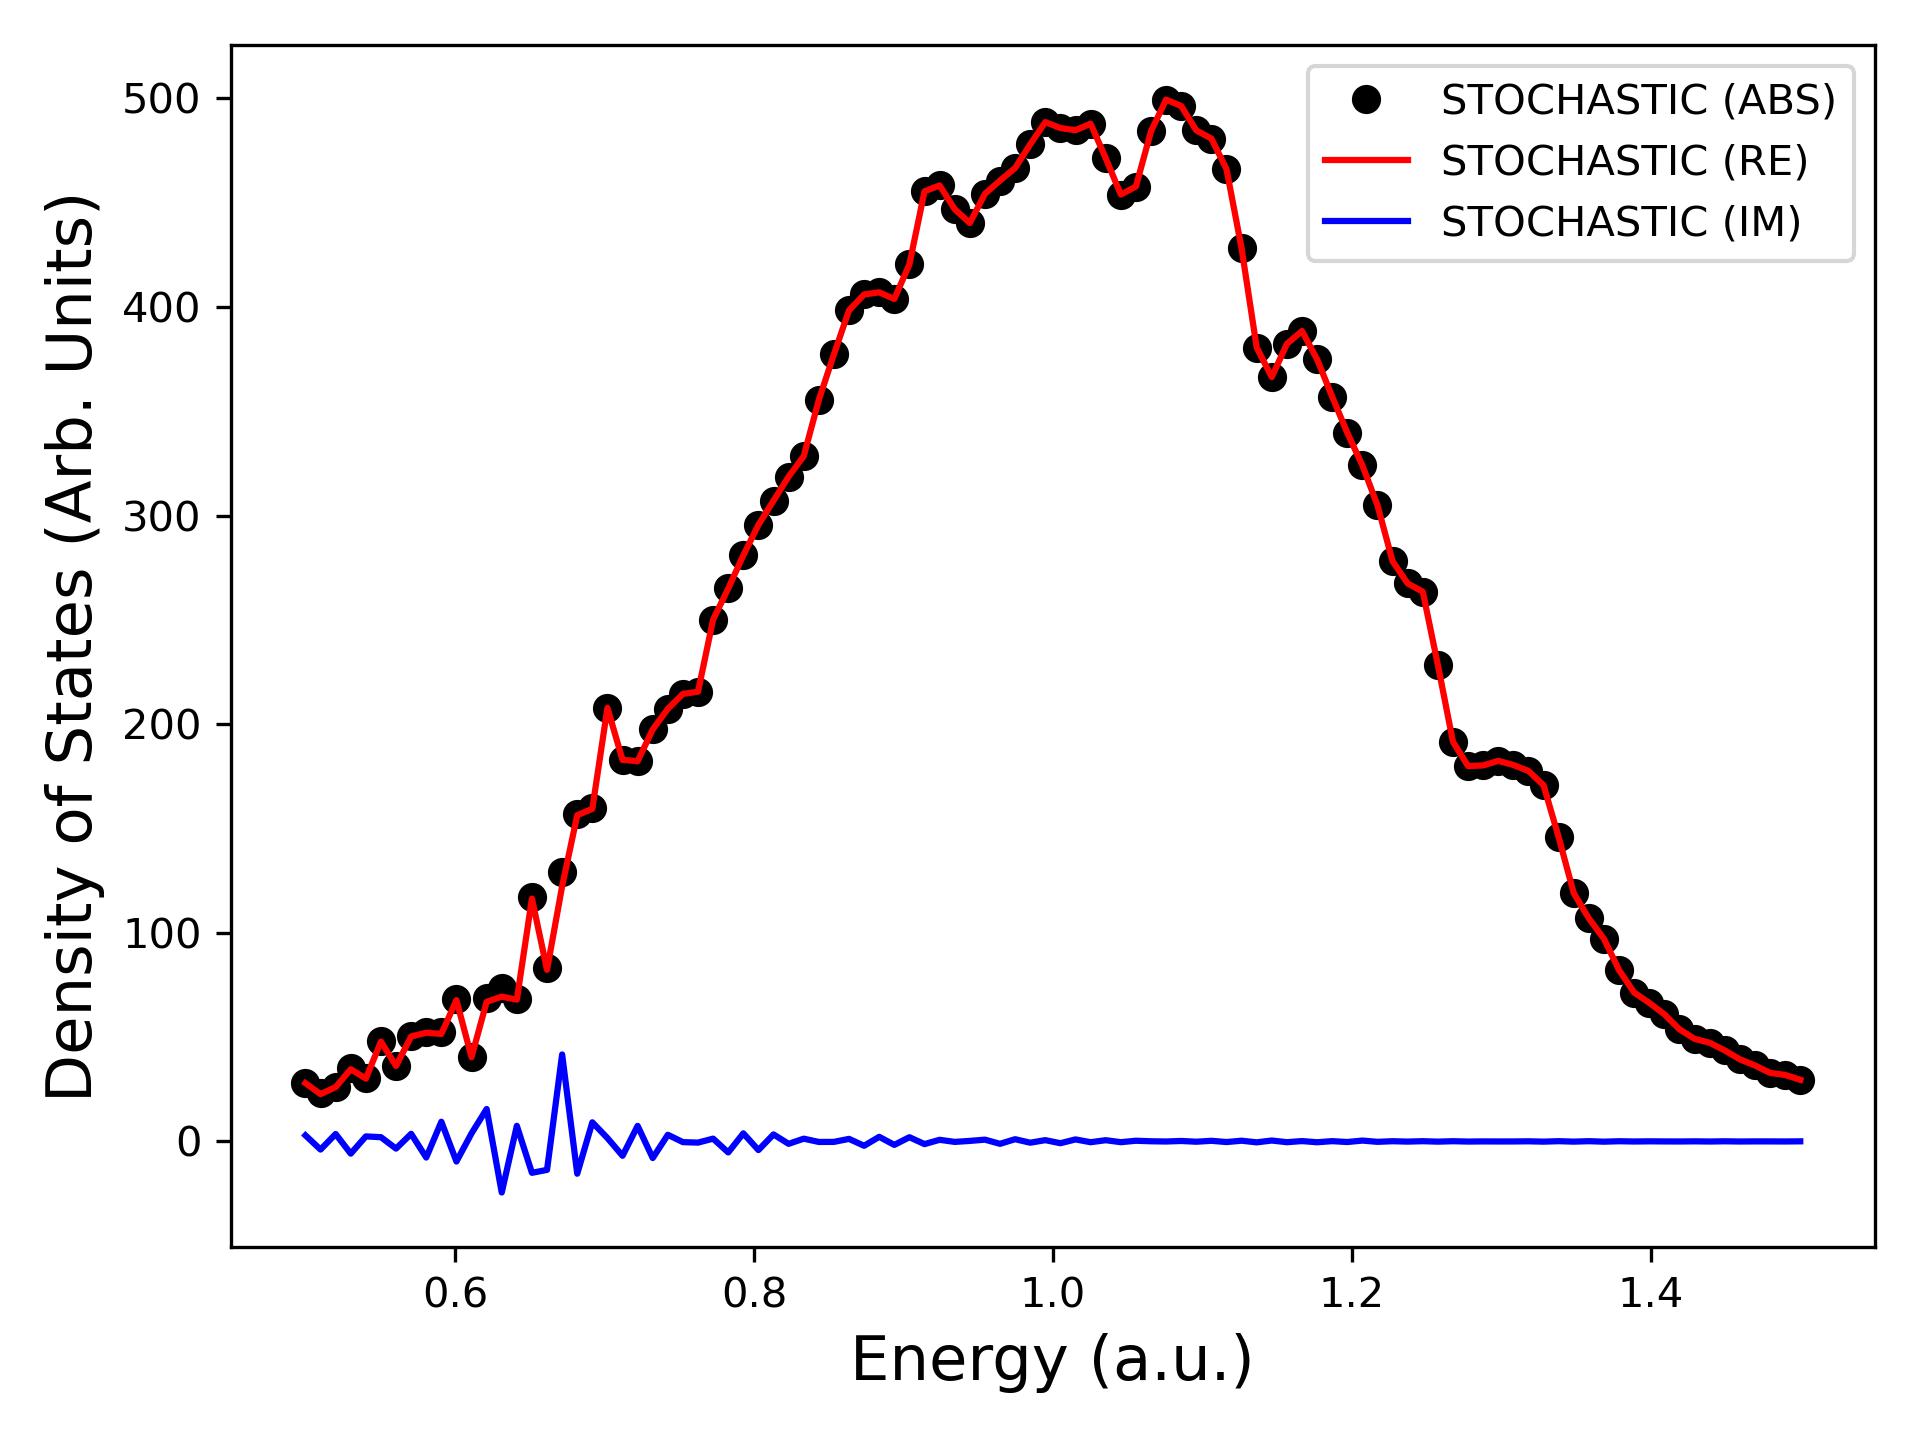 Density of States (Arb. Units)
500
400
300
200
100
0
STOCHASTIC (ABS)
STOCHASTIC (RE)
STOCHASTIC (IM)
0.6
0.8
1.0
1.2
1.4
Energy (a.u.)